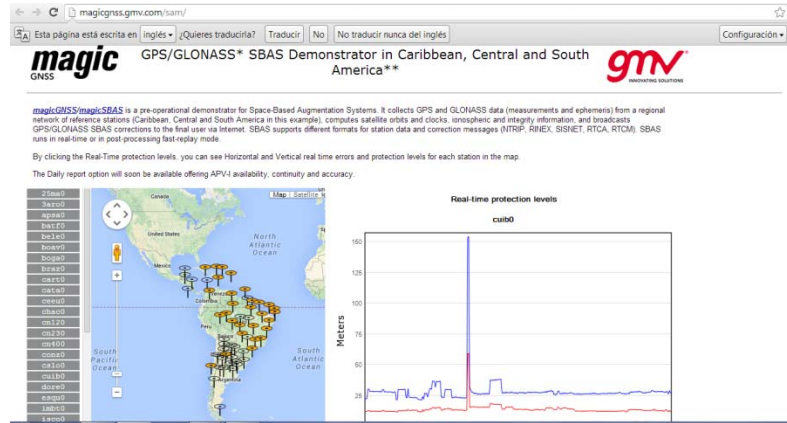 magicgnss.gmv.com/sam/
Esta página está escrita en inglés ¿Quieres traducirla? Traducir No No traducir nunca del inglés Configuración
magic
GNSS
GPS/GLONASS* SBAS Demonstrator in Caribbean, Central and South
America**
gmv
INNOVATING SOLUTIONS
magicGNSS/magicSBAS is a pre-operational demonstrator for Space-Based Augmentation Systems. It collects GPS and GLONASS data (measurements and ephemeris) from a regional
network of reference stations (Caribbean, Central and South America in this example), computes satellite orbits and clocks, ionospheric and integrity information, and broadcasts
GPS/GLONASS SBAS corrections to the final user via Internet. SBAS supports different formats for station data and correction messages (NTRIP, RINEX, SISNET, RTCA, RTCM). SBAS
runs in real-time or in post-processing fast-replay mode.
By clicking the Real-Time protection levels, you can see Horizontal and Vertical real time errors and protection levels for each station in the map.
The Daily report option will soon be available offering APV-I availability, continuity and accuracy.
25ma0
3aro0
apsa0
batf0
bele0
boav0
boga0
braz0
cart0
cata0
ceeu0
chac0
cn120
cn230
cn400
conz0
cslo0
cuib0
dore0
esqu0
imbt0
isco0
Map Satellite
Canada
United States
North
Atlantic
Ocean
Mexico
Venezuela
Colombia
Peru
South
Pacific
Ocean
South
Atlantic
Ocean
Argentina
Real-time protection levels
cuib0
Meters
150
125
100
75
50
25